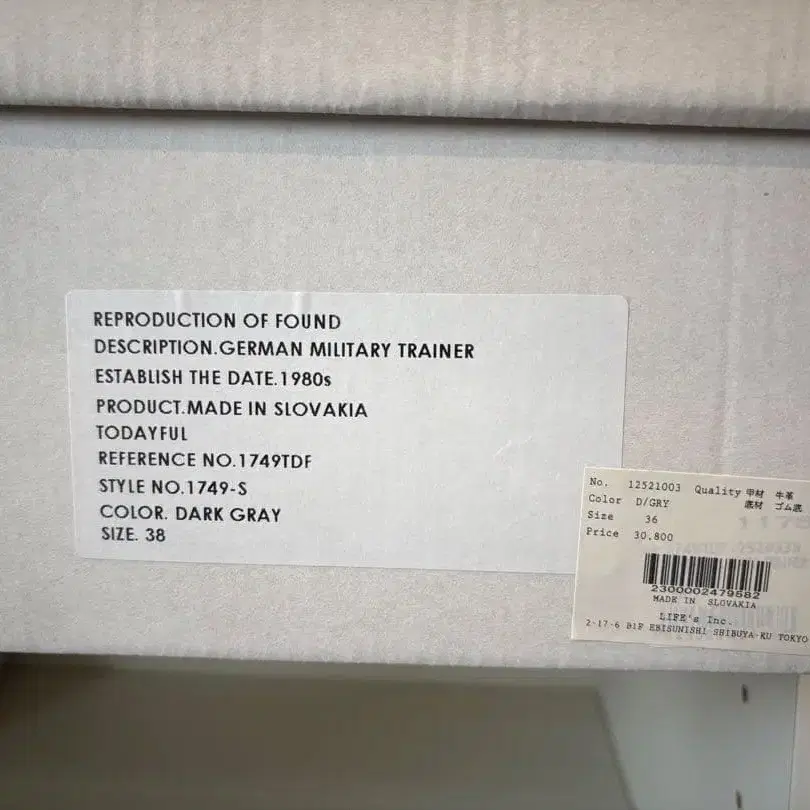 REPRODUCTION OF FOUND
DESCRIPTION.GERMAN MILITARY TRAINER
ESTABLISH THE DATE.1980s
PRODUCT.MADE IN SLOVAKIA
TODAYFUL
REFERENCE NO.1749TDF
STYLE NO.1749-S
COLOR. DARK GRAY
SIZE. 38
No. 12521003 Quality 甲材 牛革
Color D/GRY 底材 ゴム底
Size 36
Price 30.800
2300002479582
MADE IN SLOVAKIA
LIFE's Inc.
2-17-6 B1F EBISUNISHI SHIBUYA-KU TOKYO